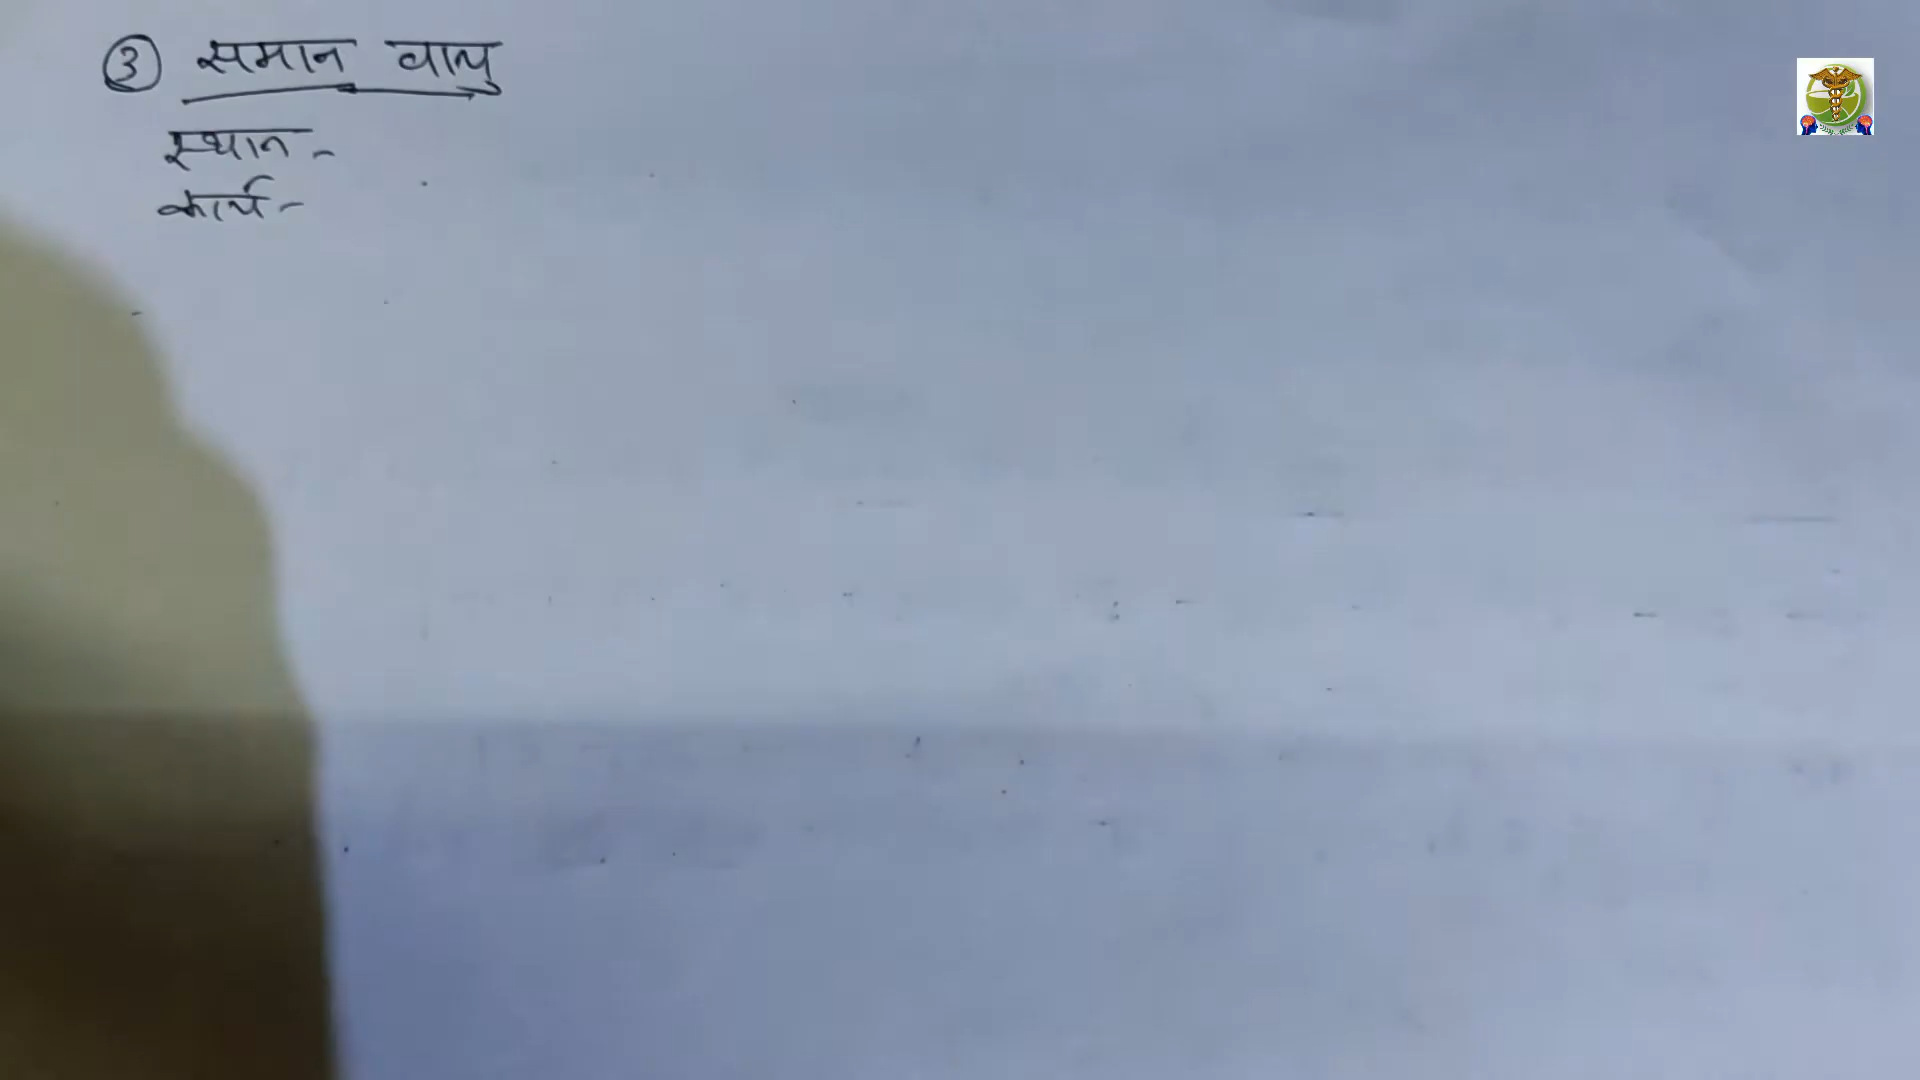 ③ समान वायु
स्थान -
कार्य -